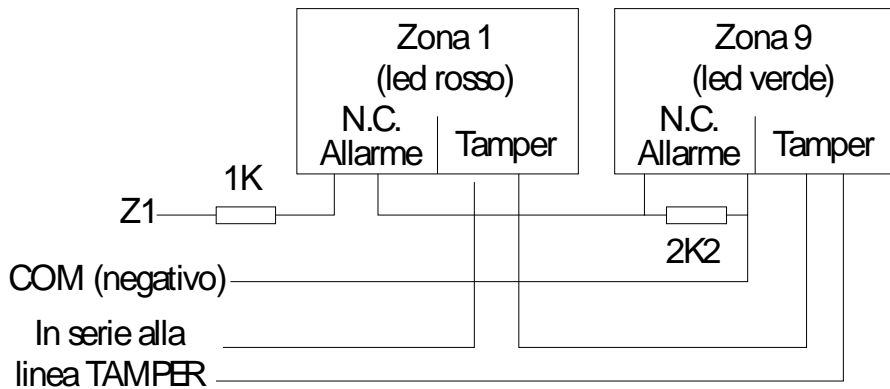 Zona 1
(led rosso)
N.C.
Allarme
Tamper
Zona 9
(led verde)
N.C.
Allarme
Tamper
1K
Z1
2K2
COM (negativo)
In serie alla
linea TAMPER